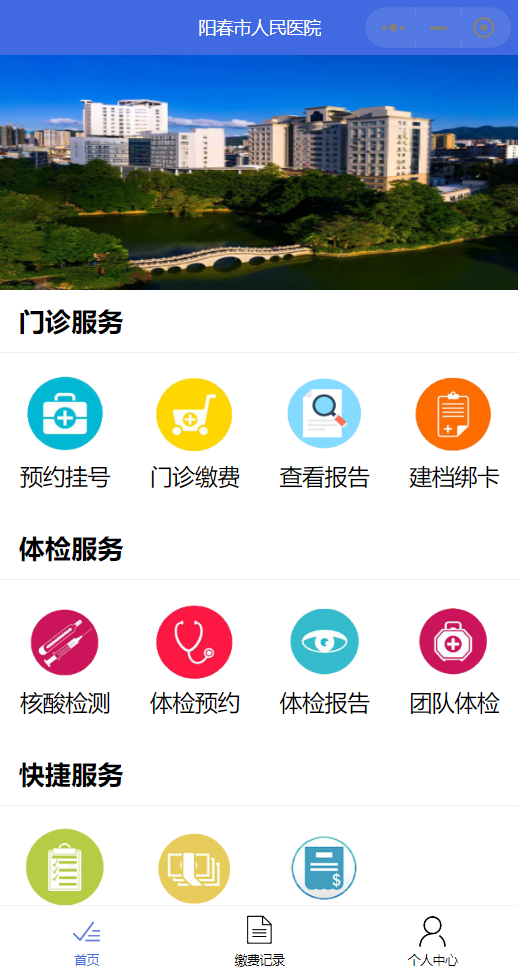 阳春市人民医院
门诊服务
预约挂号 门诊缴费 查看报告 建档绑卡
体检服务
核酸检测 体检预约 体检报告 团队体检
快捷服务
$
首页 缴费记录 个人中心